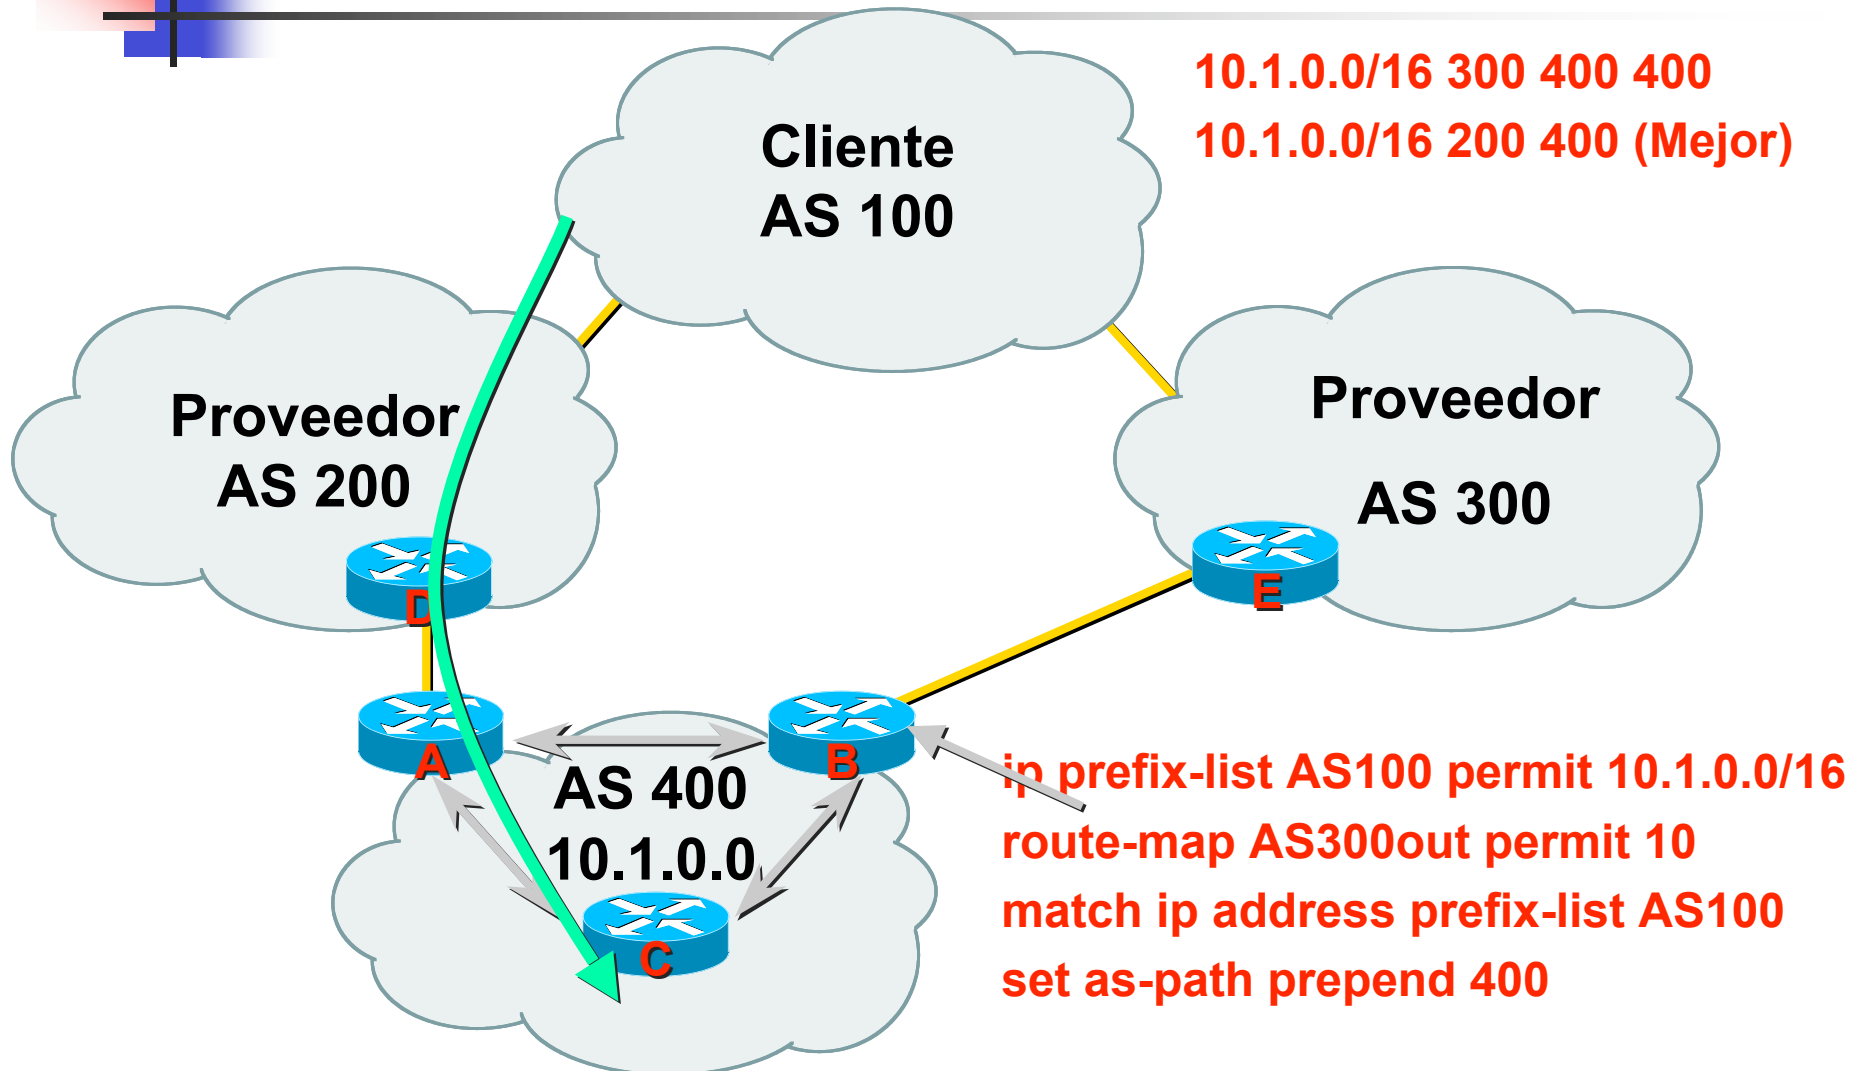 10.1.0.0/16 300 400 400
10.1.0.0/16 200 400 (Mejor)
Cliente
AS 100
Proveedor
AS 200
Proveedor
AS 300
D
E
A
B
AS 400
10.1.0.0
C
ip prefix-list AS100 permit 10.1.0.0/16
route-map AS300out permit 10
match ip address prefix-list AS100
set as-path prepend 400